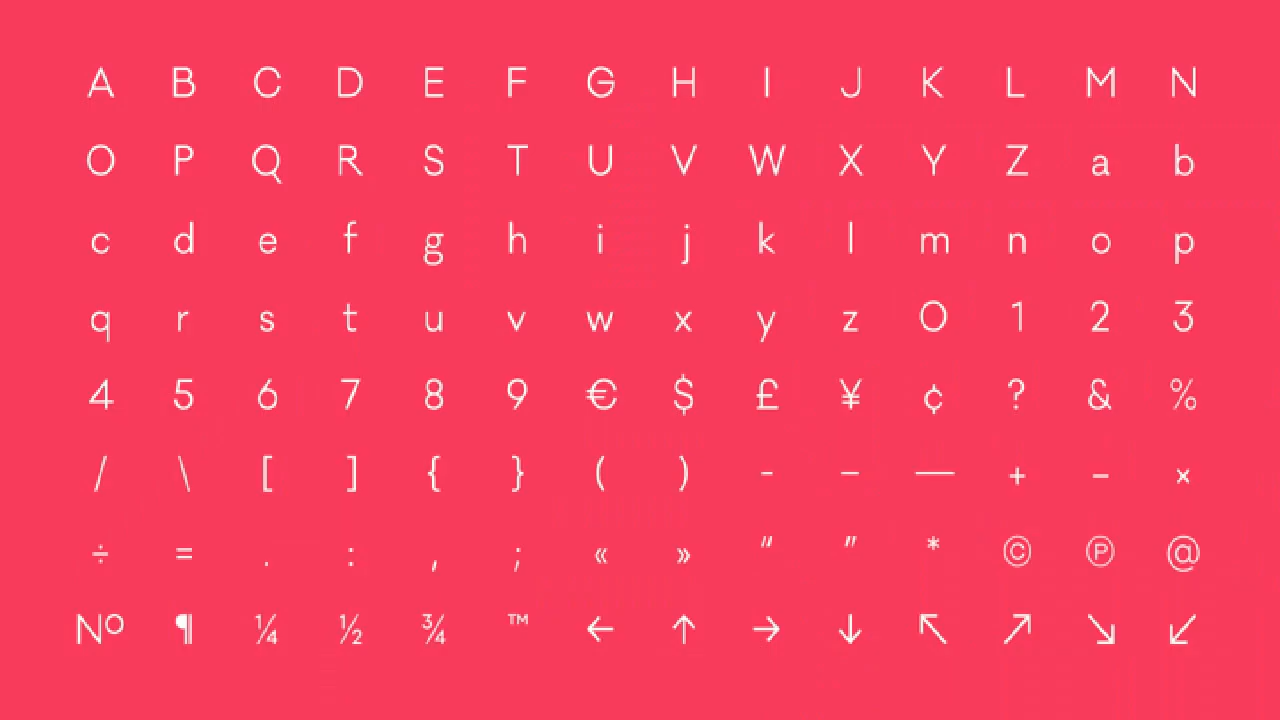 A B C D E F G H I J K L M N
O P Q R S T U V W X Y Z a b
c d e f g h i j k l m n o p
q r s t u v w x y z 0 1 2 3
4 5 6 7 8 9 € $ £ ¥ ¢ ? & %
/ \ [ ] { } ( ) - – — + − ×
÷ = . : , ; « » “ ” * © ℗ @
Nº ¶ ¼ ½ ¾ ™ ← ↑ → ↓ ↖ ↗ ↘ ↙